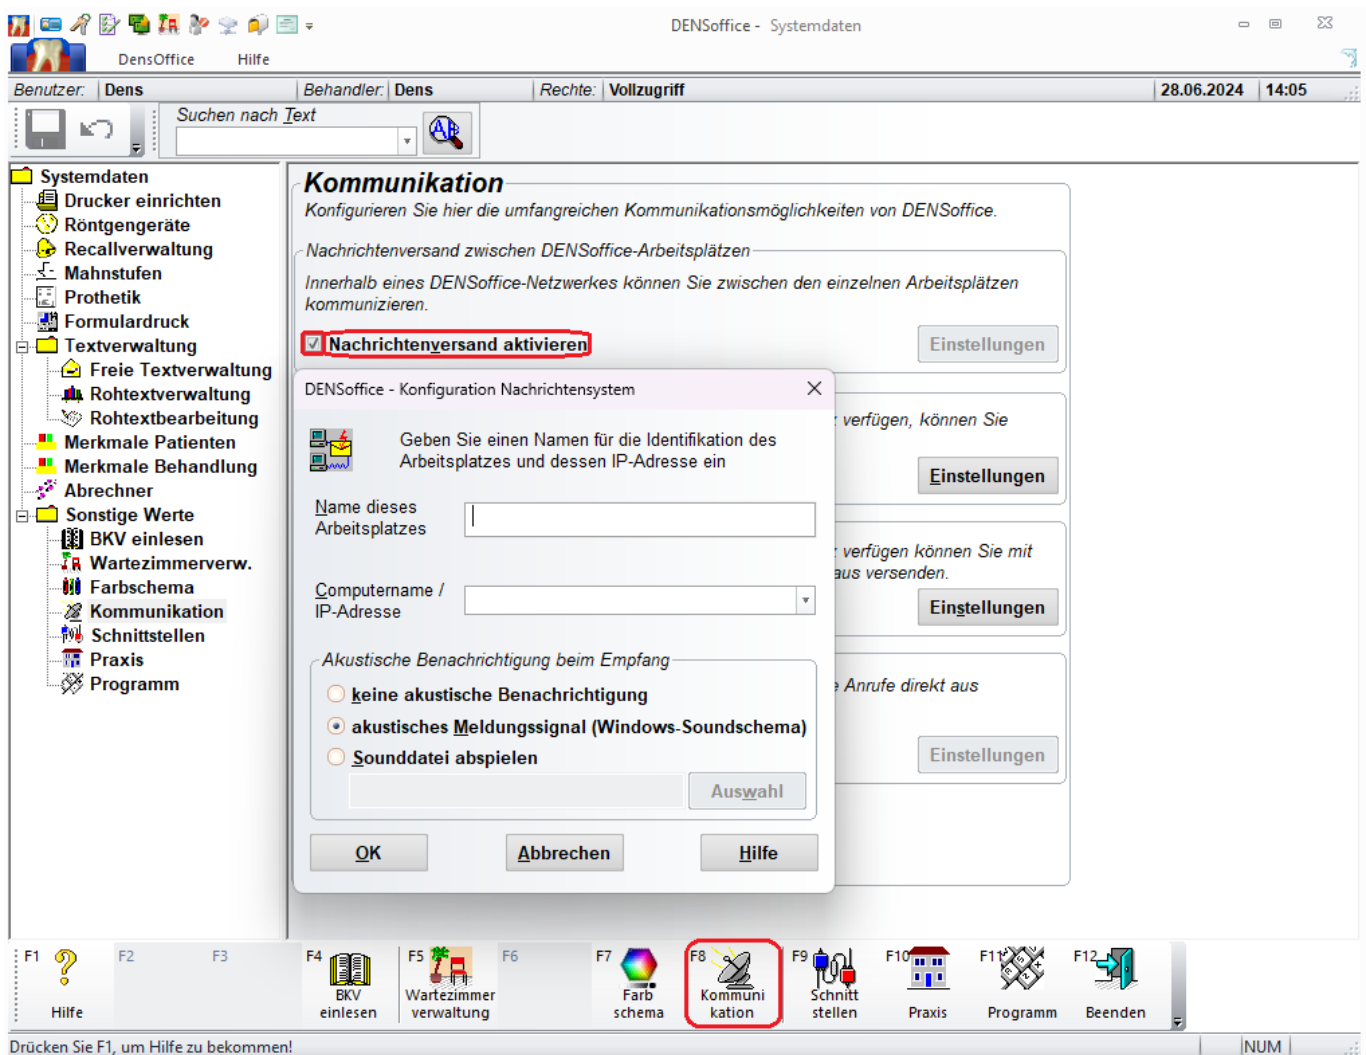 DENSoffice - Systemdaten
DensOffice Hilfe
Benutzer: Dens Behandler: Dens Rechte: Vollzugriff 28.06.2024 14:05
Suchen nach Text
Systemdaten
Drucker einrichten
Röntgengeräte
Recallverwaltung
Mahnstufen
Prothetik
Formulardruck
Textverwaltung
Freie Textverwaltung
Rohtextverwaltung
Rohtextbearbeitung
Merkmale Patienten
Merkmale Behandlung
Abrechner
Sonstige Werte
BKV einlesen
Wartezimmerverw.
Farbschema
Kommunikation
Schnittstellen
Praxis
Programm
Kommunikation
Konfigurieren Sie hier die umfangreichen Kommunikationsmöglichkeiten von DENSoffice.
Nachrichtenversand zwischen DENSoffice-Arbeitsplätzen
Innerhalb eines DENSoffice-Netzwerkes können Sie zwischen den einzelnen Arbeitsplätzen
kommunizieren.
Nachrichtenversand aktivieren Einstellungen
verfügen, können Sie
Einstellungen
verfügen können Sie mit
aus versenden.
Einstellungen
Anrufe direkt aus
Einstellungen
DENSoffice - Konfiguration Nachrichtensystem
Geben Sie einen Namen für die Identifikation des
Arbeitsplatzes und dessen IP-Adresse ein
Name dieses
Arbeitsplatzes
Computername /
IP-Adresse
Akustische Benachrichtigung beim Empfang
keine akustische Benachrichtigung
akustisches Meldungssignal (Windows-Soundschema)
Sounddatei abspielen
Auswahl
OK Abbrechen Hilfe
F1 F2 F3 F4 F5 F6 F7 F8 F9 F10 F11 F12
BKV Wartezimmer Farb Kommuni Schnitt
Hilfe einlesen verwaltung schema kation stellen Praxis Programm Beenden
Drücken Sie F1, um Hilfe zu bekommen! NUM